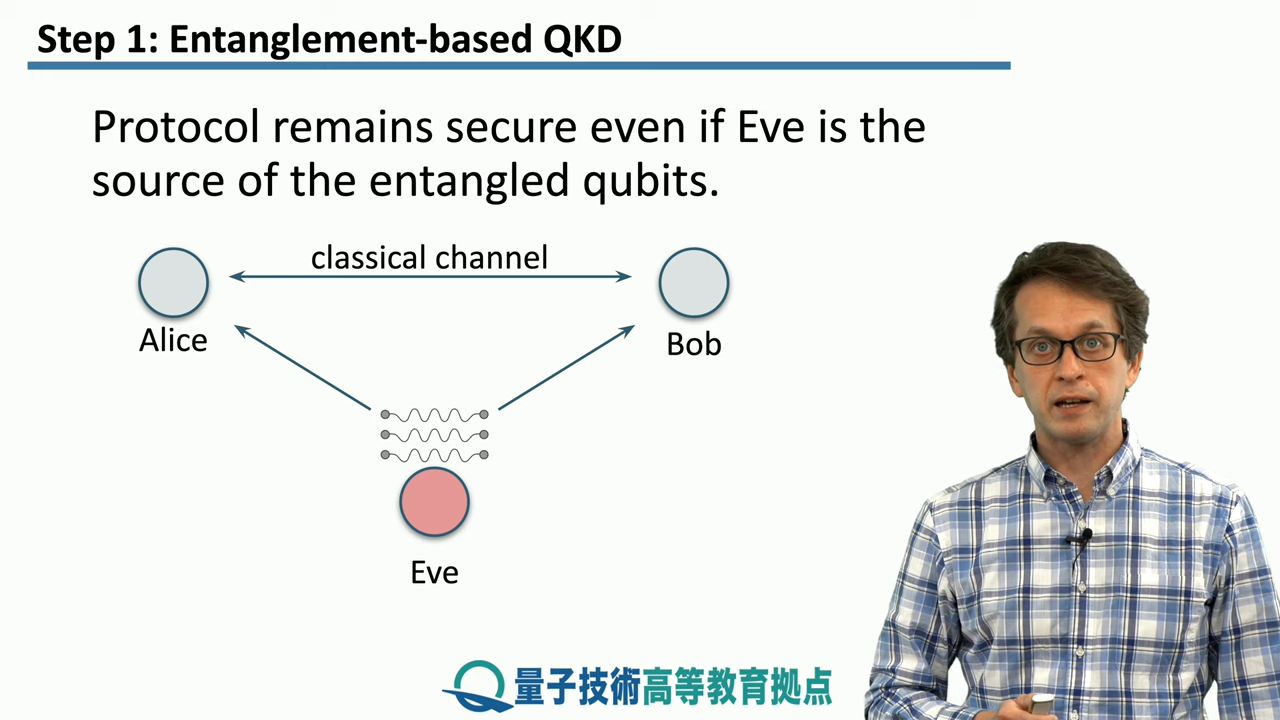 Step 1: Entanglement-based QKD
Protocol remains secure even if Eve is the
source of the entangled qubits.
classical channel
Alice
Bob
Eve
量子技術高等教育拠点